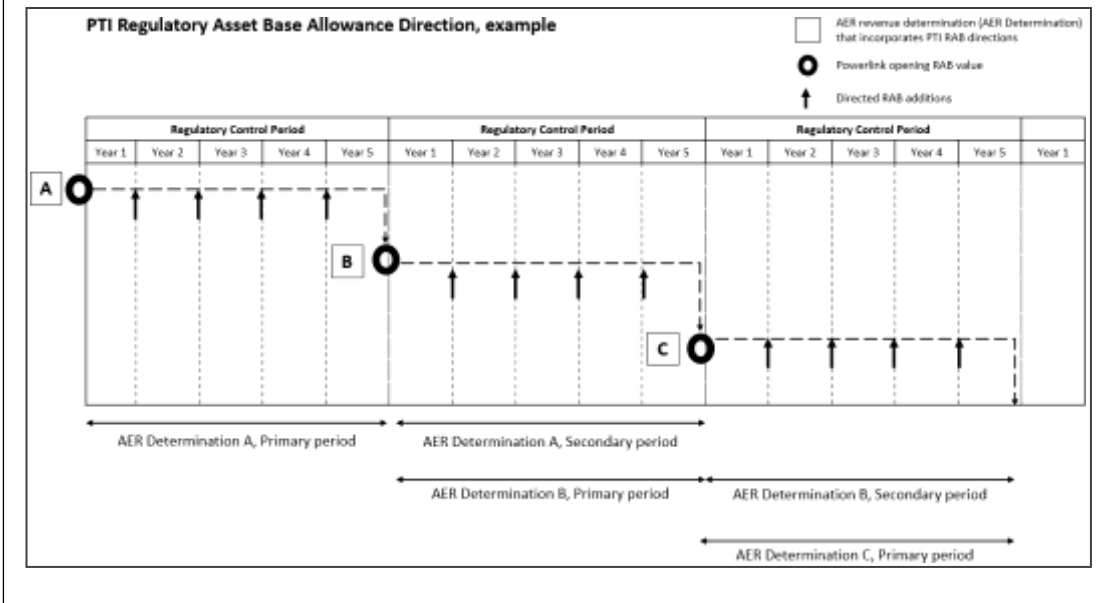 PTI Regulatory Asset Base Allowance Direction, example
AER revenue determination (AER Determination)
that incorporates PTI RAB directions
Powerlink opening RAB value
Directed RAB additions
Regulatory Control Period
Regulatory Control Period
Regulatory Control Period
Year 1
Year 2
Year 3
Year 4
Year 5
Year 1
Year 2
Year 3
Year 4
Year 5
Year 1
Year 2
Year 3
Year 4
Year 5
Year 1
A
B
C
AER Determination A, Primary period
AER Determination A, Secondary period
AER Determination B, Primary period
AER Determination B, Secondary period
AER Determination C, Primary period